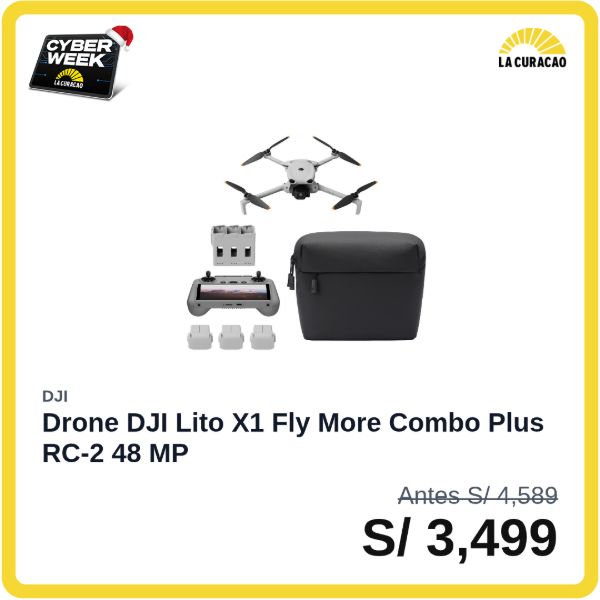 CYBER
WEEK
LA CURACAO
LA CURACAO
DJI
Drone DJI Lito X1 Fly More Combo Plus
RC-2 48 MP
Antes S/ 4,589
S/ 3,499